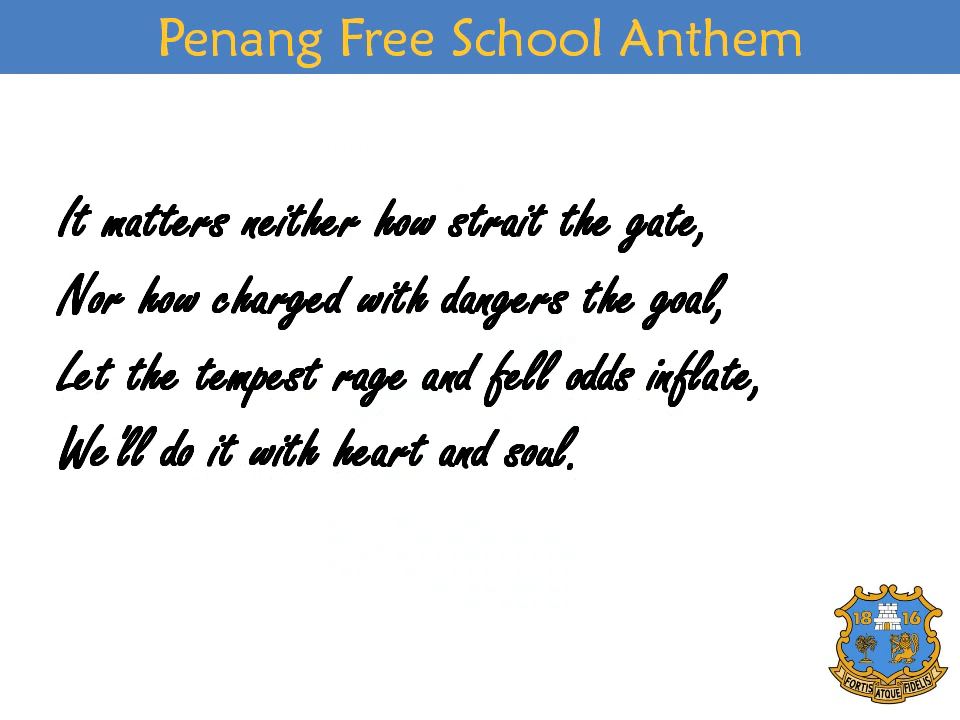 Penang Free School Anthem
It matters neither how strait the gate,
Nor how charged with dangers the goal,
Let the tempest rage and fell odds inflate,
We'll do it with heart and soul.
18 16
FORTIS ATQUE FIDELIS